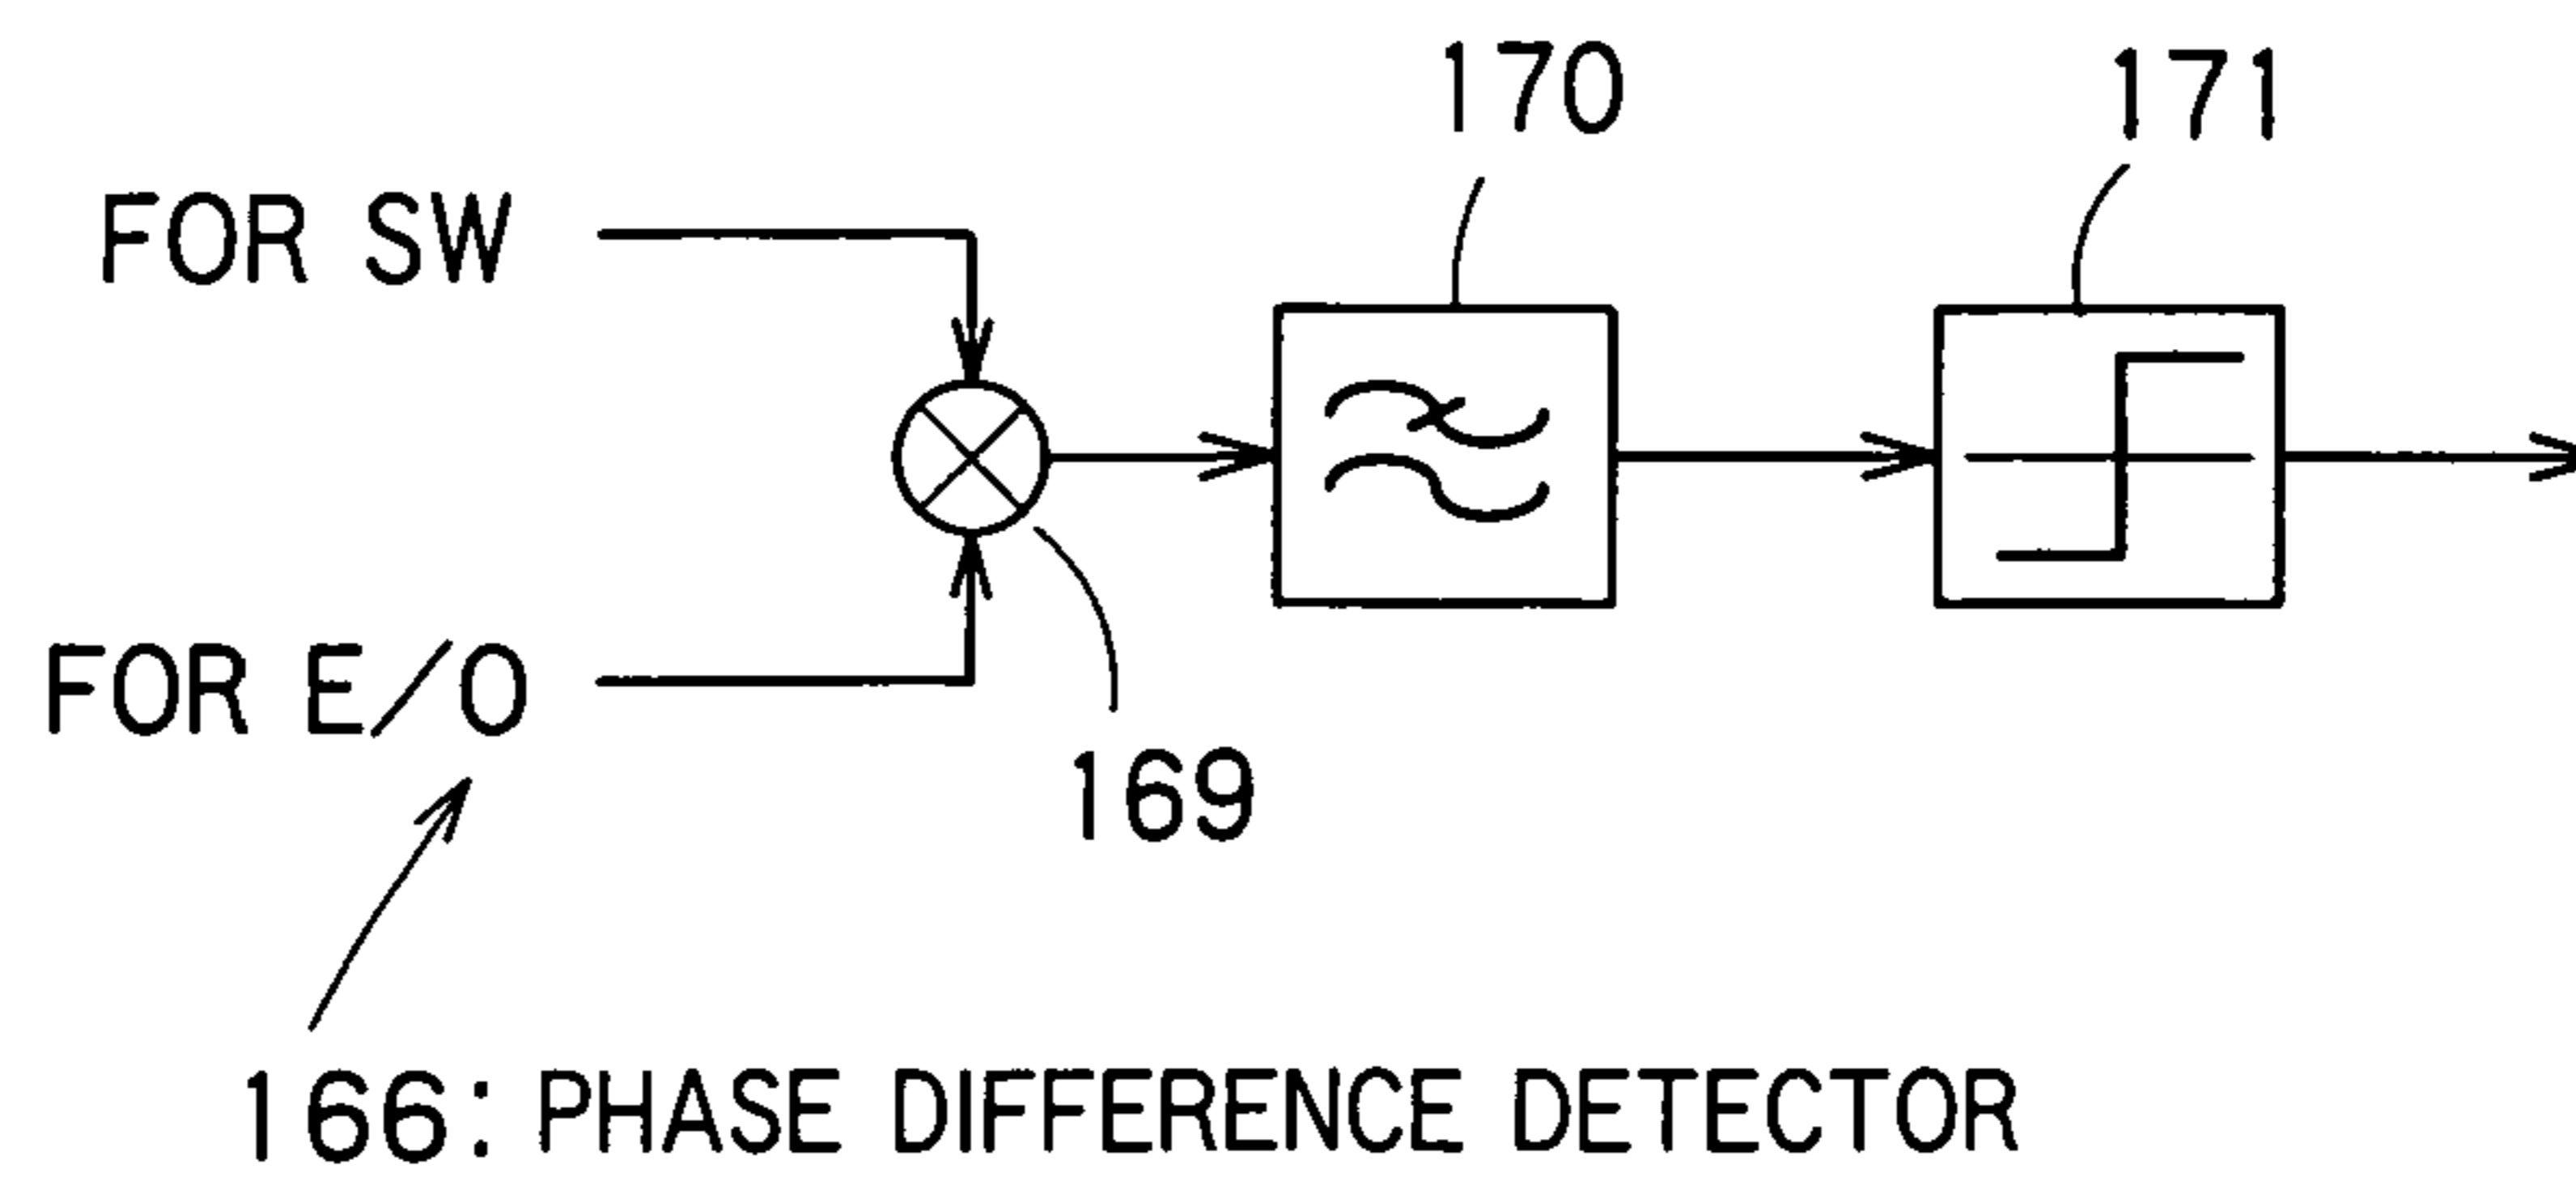 170
171
FOR SW
FOR E/O
169
166: PHASE DIFFERENCE DETECTOR